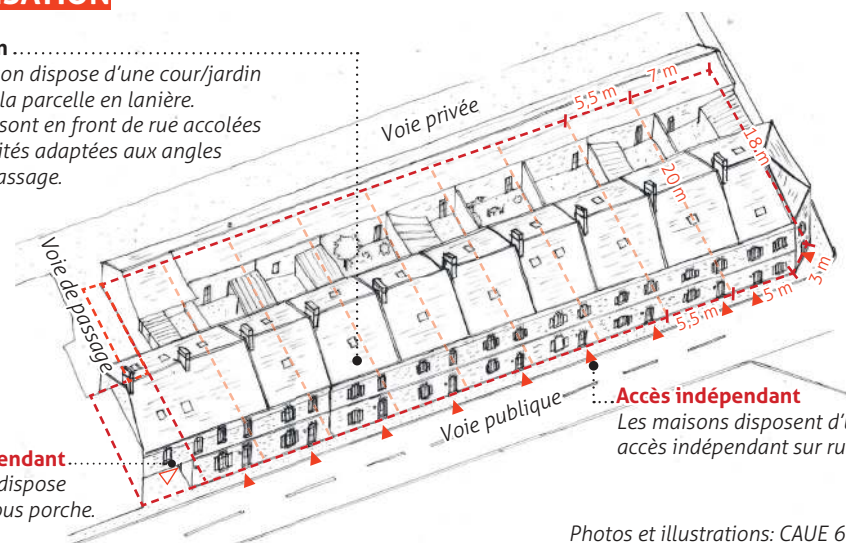 ISATION
n
on dispose d'une cour/jardin
la parcelle en lanière.
sont en front de rue accolées
ités adaptées aux angles
assage.
Voie privée
5,5 m
7 m
18 m
20 m
Voie de passage
3 m
5 m
5,5 m
Voie publique
Accès indépendant
Les maisons disposent d'u
accès indépendant sur ru
endant
dispose
ous porche.
Photos et illustrations: CAUE 6